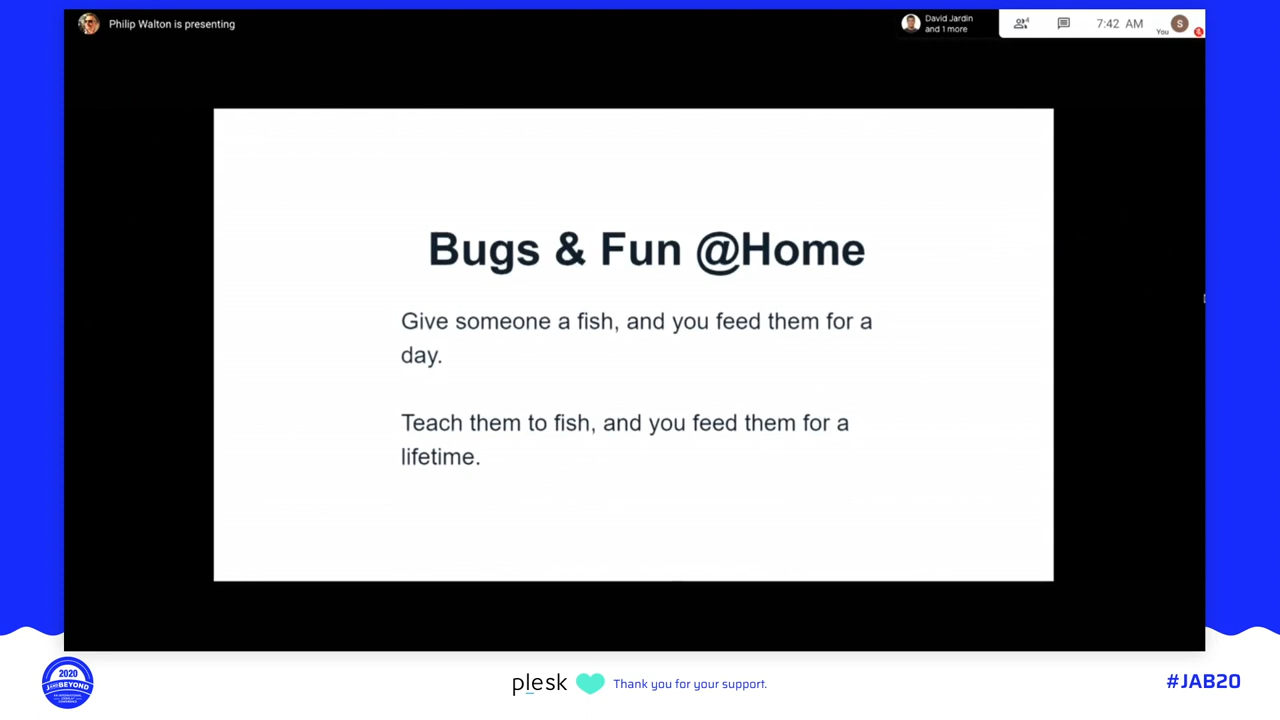 Philip Walton is presenting
David Jardin
and 1 more
4
7:42 AM
You
S
Bugs & Fun @Home
Give someone a fish, and you feed them for a
day.
Teach them to fish, and you feed them for a
lifetime.
2020
JANDBEYOND
plesk
Thank you for your support.
#JAB20